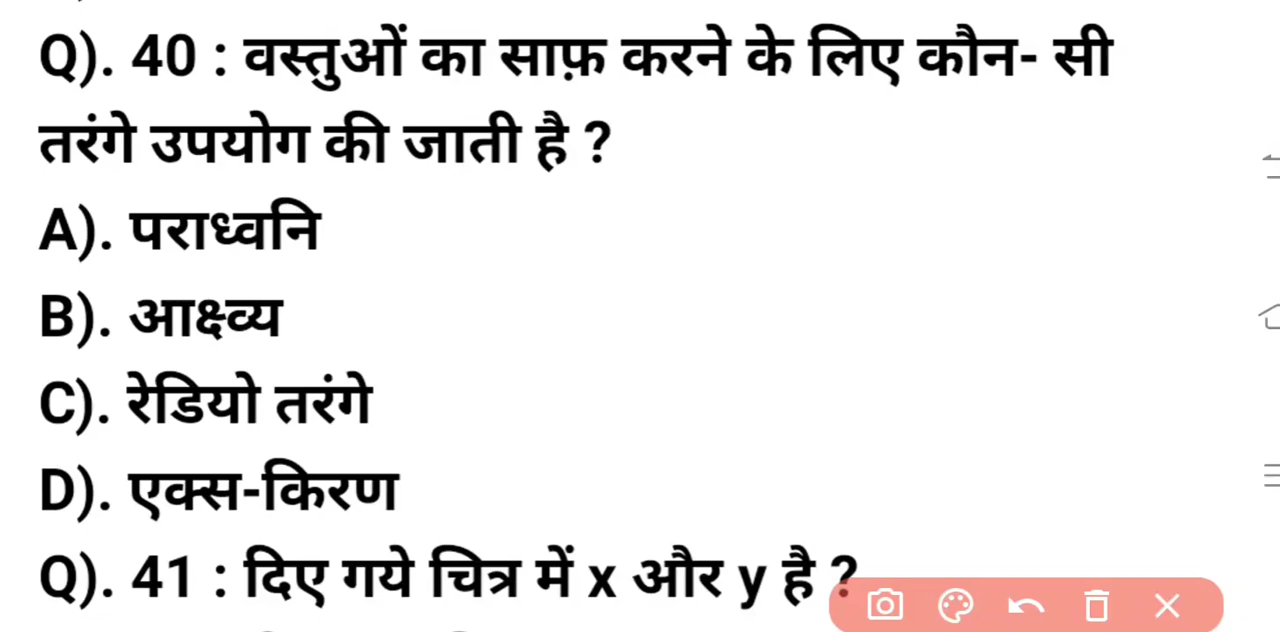 Q). 40 : वस्तुओं का साफ़ करने के लिए कौन- सी
तरंगे उपयोग की जाती है ?
A). पराध्वनि
B). आक्ष्व्य
C). रेडियो तरंगे
D). एक्स-किरण
Q). 41 : दिए गये चित्र में x और y है ?